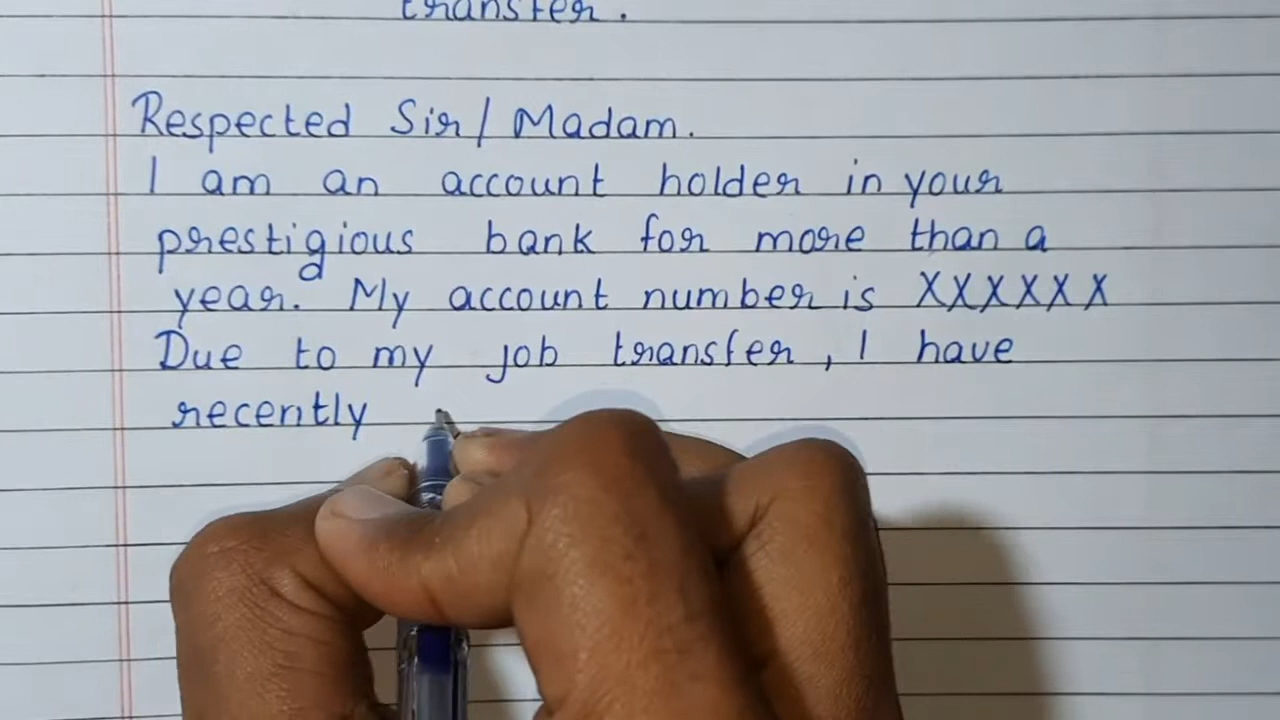 transfer.
Respected Sir/ Madam.
I am an account holder in your
prestigious bank for more than a
year. My account number is XXXXXX
Due to my job transfer, I have
recently